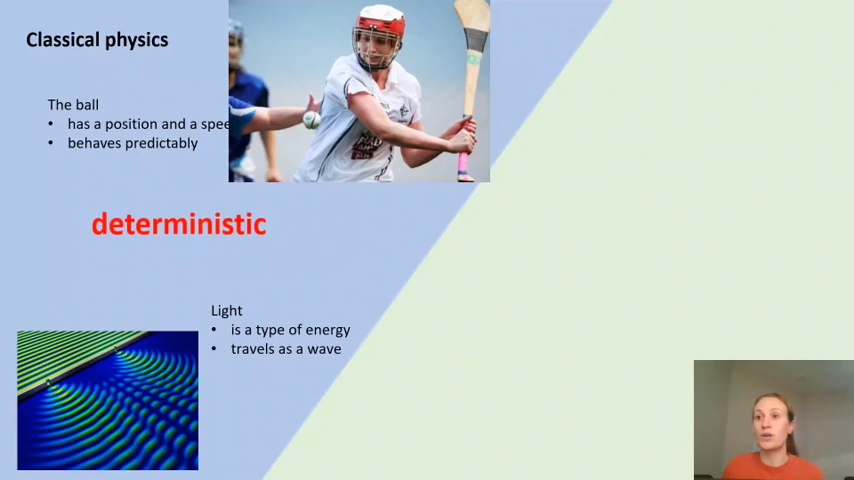 Classical physics
The ball
• has a position and a spee
• behaves predictably
deterministic
Light
• is a type of energy
• travels as a wave